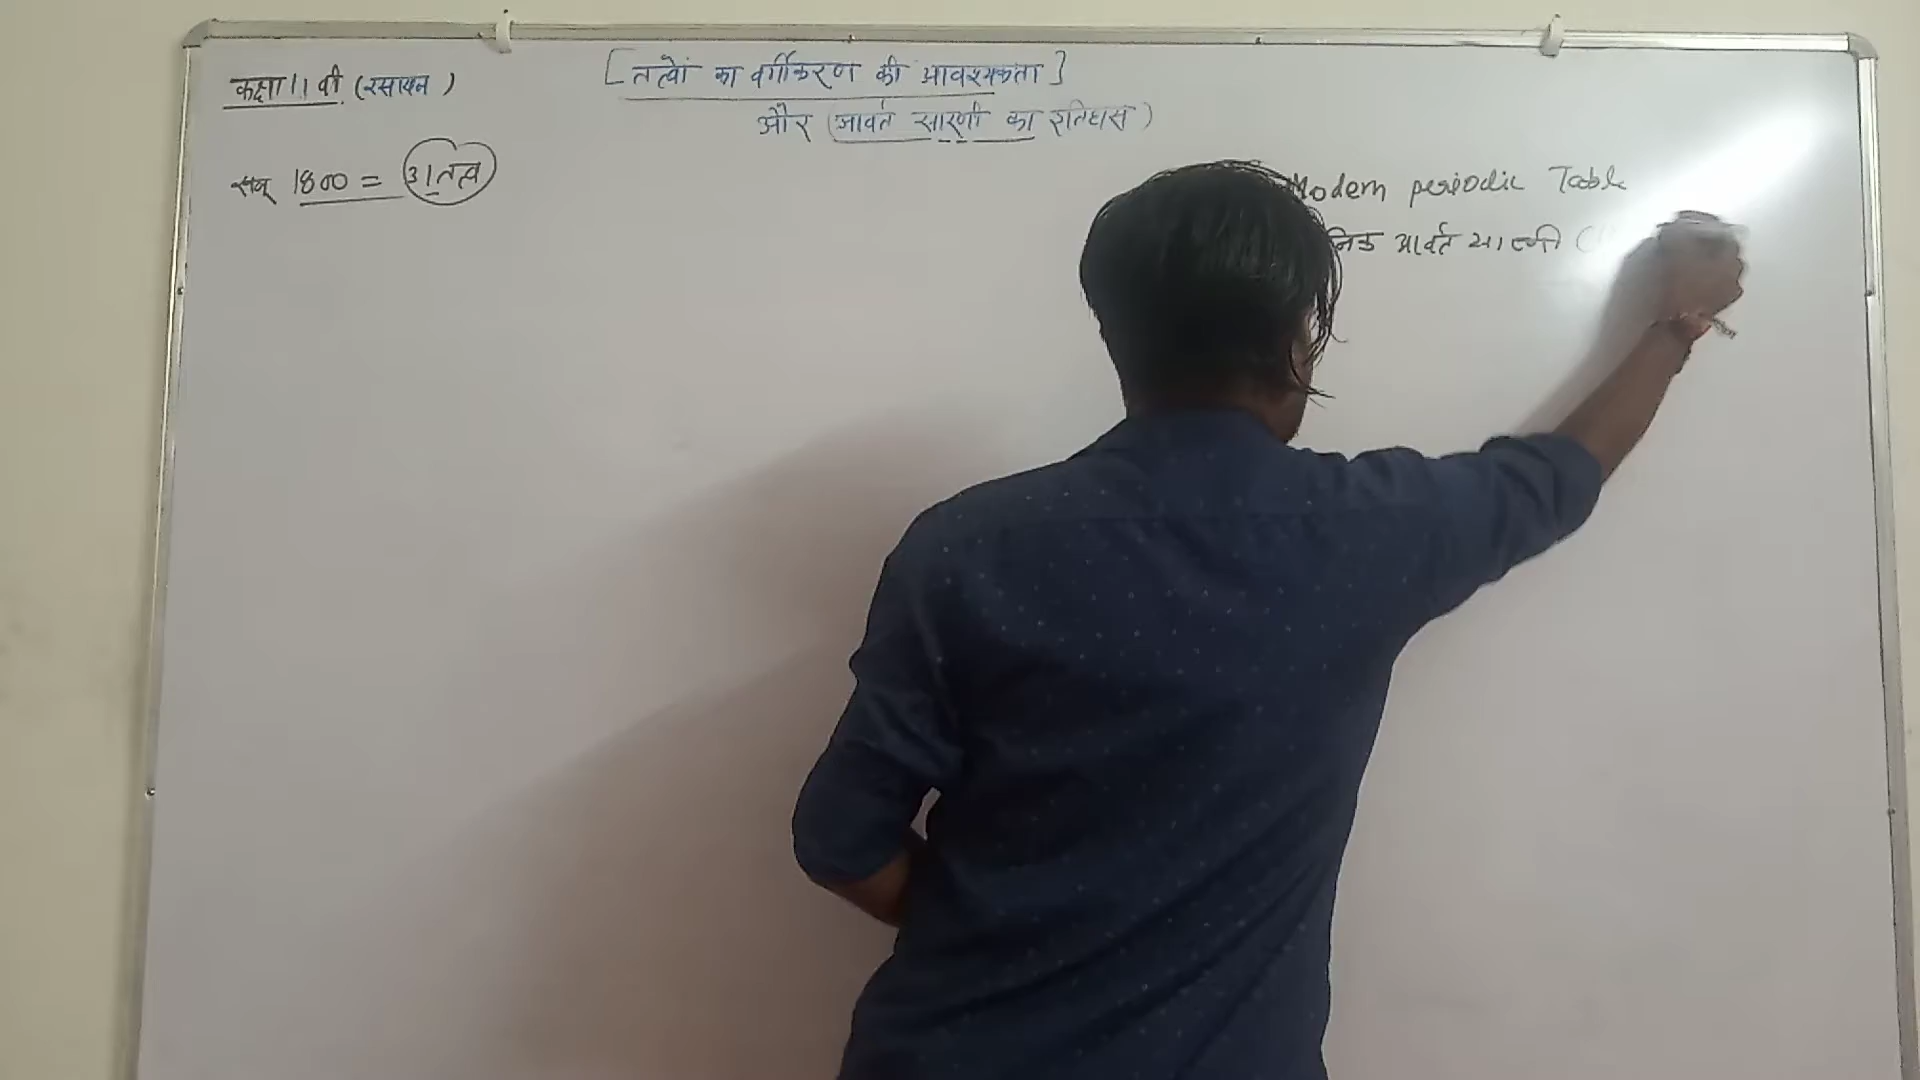 कक्षा 11 वी (रसायन)
[तत्वों का वर्गीकरण की आवश्यकता]
और (आवर्त सारणी का इतिहास)
सन् 1800 = 31 तत्व
Modern periodic Table
निक आवर्त सारणी (